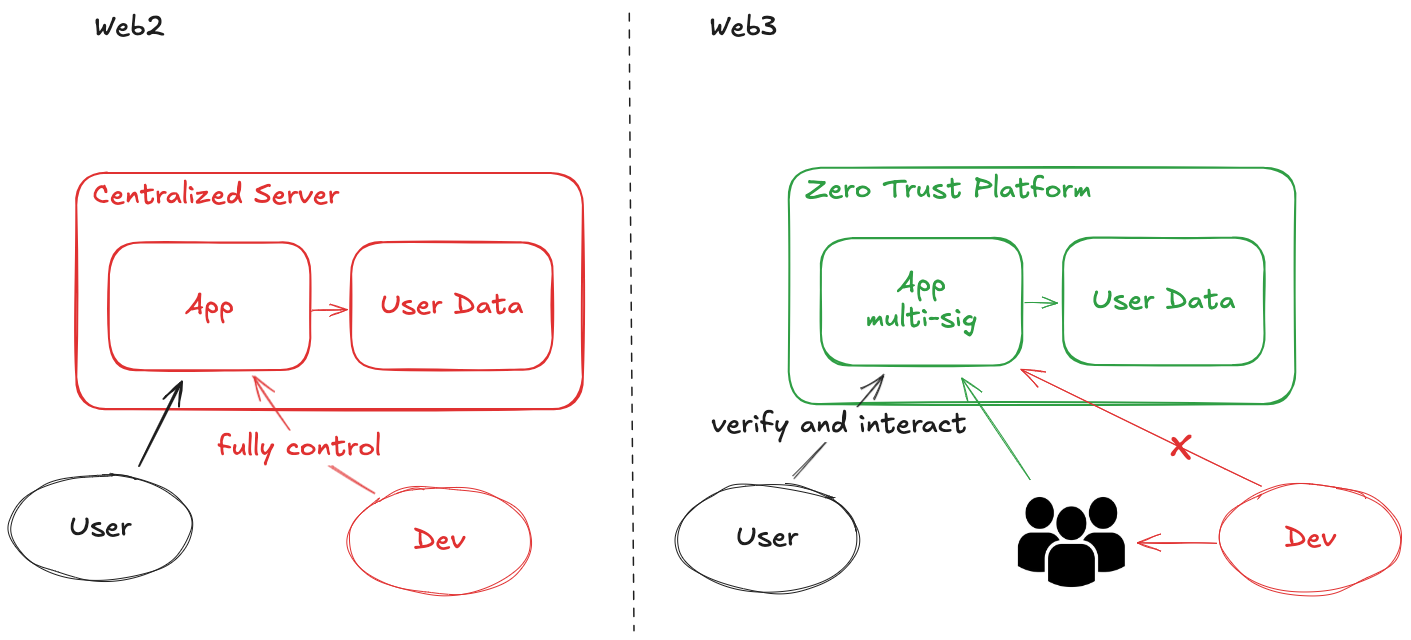 Web2
Centralized Server
App
User Data
fully control
User
Dev
Web3
Zero Trust Platform
App
multi-sig
User Data
verify and interact
User
Dev